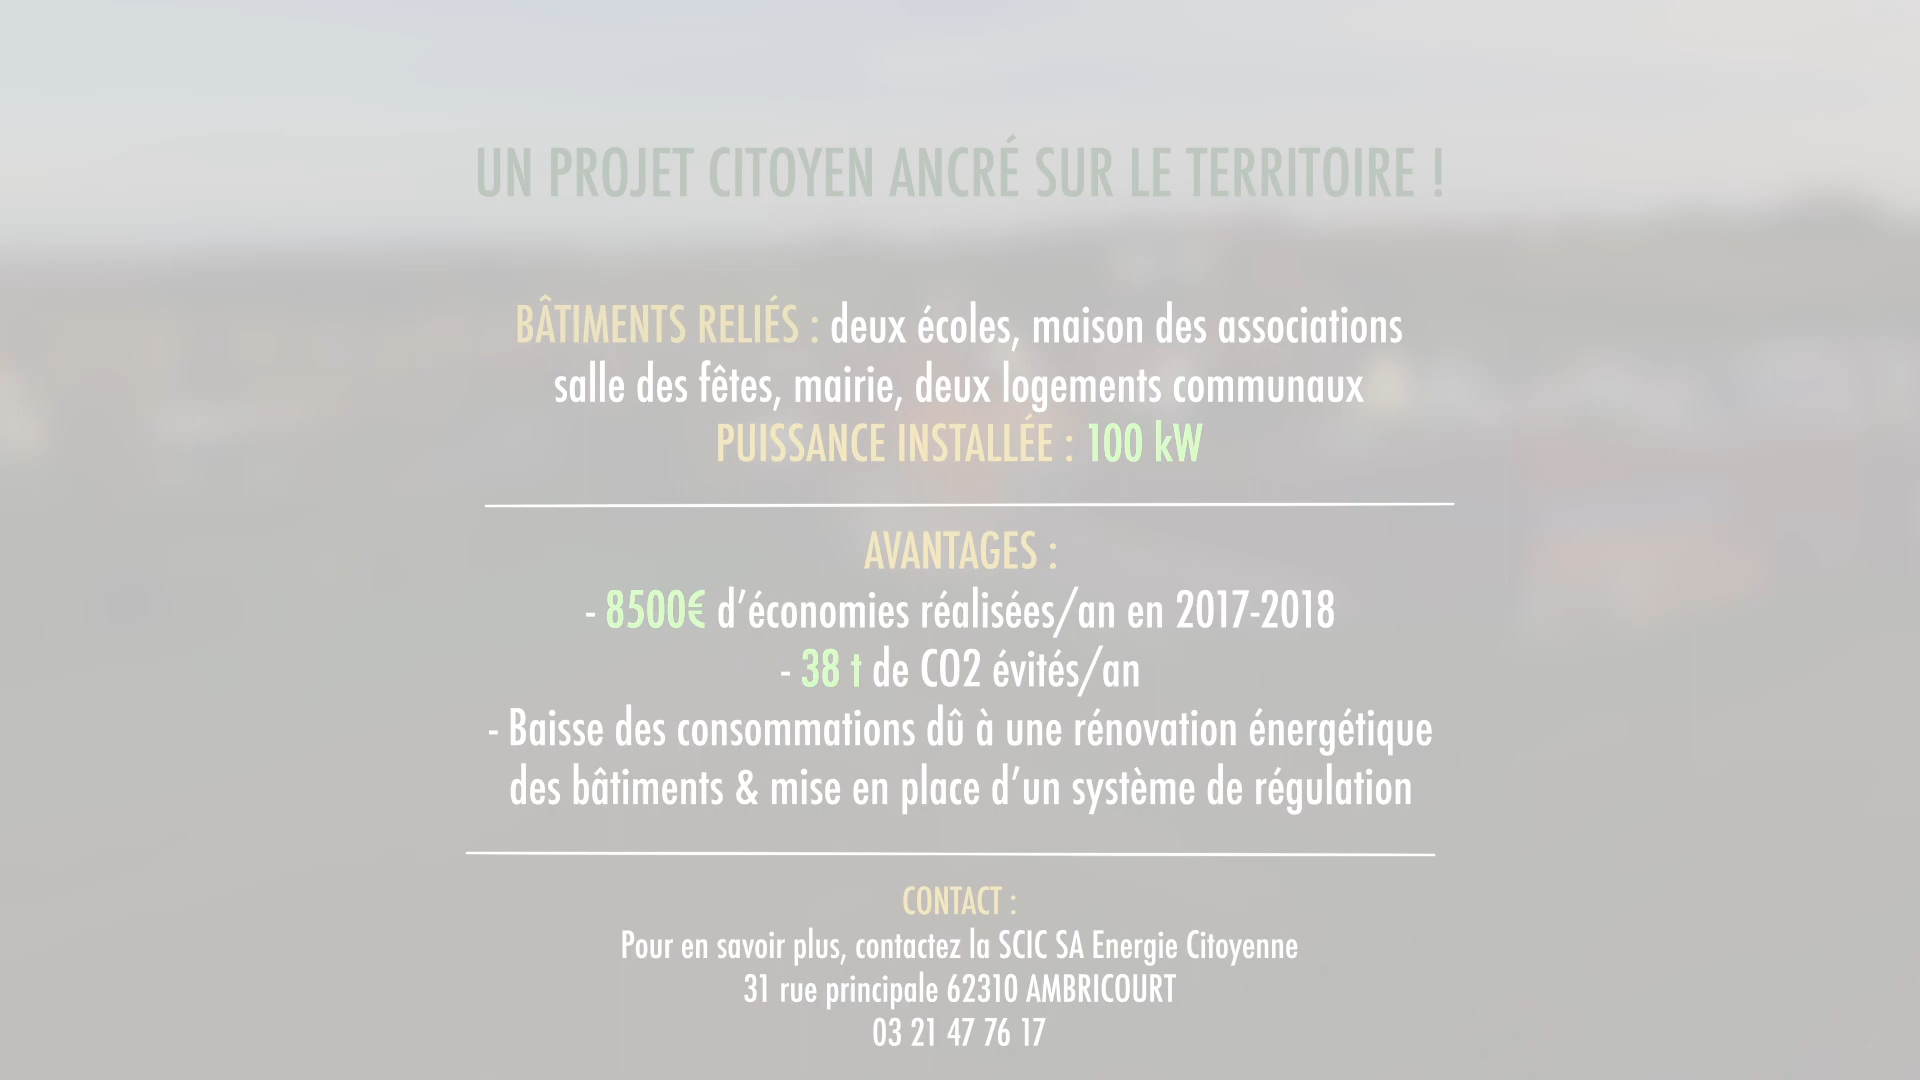 UN PROJET CITOYEN ANCRÉ SUR LE TERRITOIRE !
BÂTIMENTS RELIÉS : deux écoles, maison des associations
salle des fêtes, mairie, deux logements communaux
PUISSANCE INSTALLÉE : 100 kW
AVANTAGES :
- 8500€ d’économies réalisées/an en 2017-2018
- 38 t de CO2 évités/an
- Baisse des consommations dû à une rénovation énergétique
des bâtiments & mise en place d’un système de régulation
CONTACT :
Pour en savoir plus, contactez la SCIC SA Energie Citoyenne
31 rue principale 62310 AMBRICOURT
03 21 47 76 17